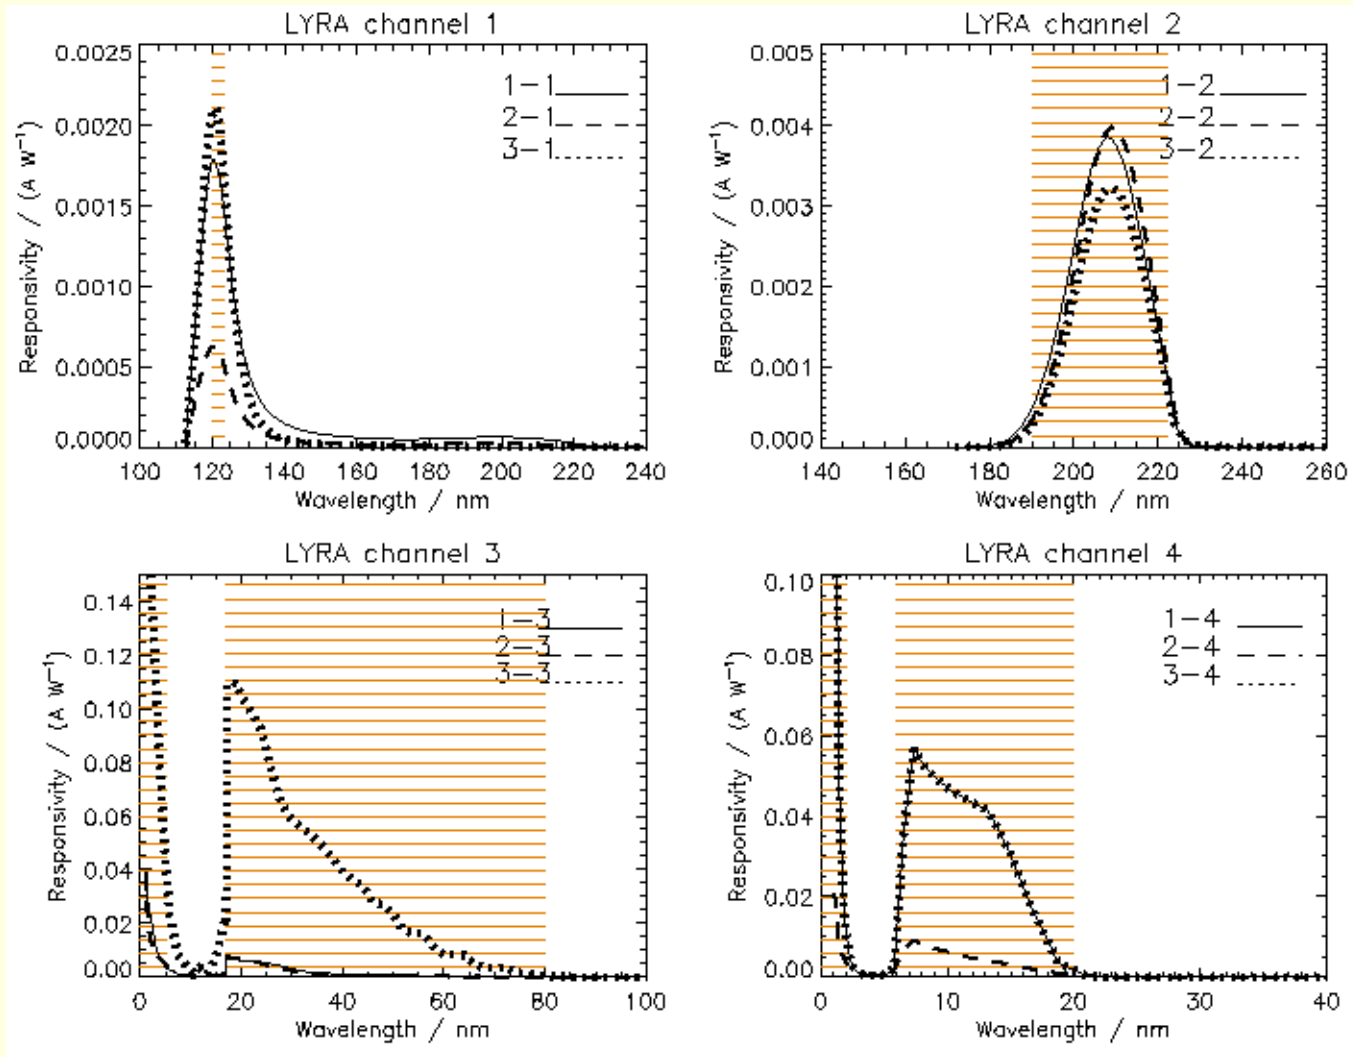 LYRA channel 1
0.0025
0.0020
0.0015
0.0010
0.0005
0.0000
Responsivity / (A W⁻¹)
1-1
2-1
3-1
100 120 140 160 180 200 220 240
Wavelength / nm
LYRA channel 2
0.005
0.004
0.003
0.002
0.001
0.000
Responsivity / (A W⁻¹)
1-2
2-2
3-2
140 160 180 200 220 240 260
Wavelength / nm
LYRA channel 3
0.14
0.12
0.10
0.08
0.06
0.04
0.02
0.00
Responsivity / (A W⁻¹)
1-3
2-3
3-3
0 20 40 60 80 100
Wavelength / nm
LYRA channel 4
0.10
0.08
0.06
0.04
0.02
0.00
Responsivity / (A W⁻¹)
1-4
2-4
3-4
0 10 20 30 40
Wavelength / nm